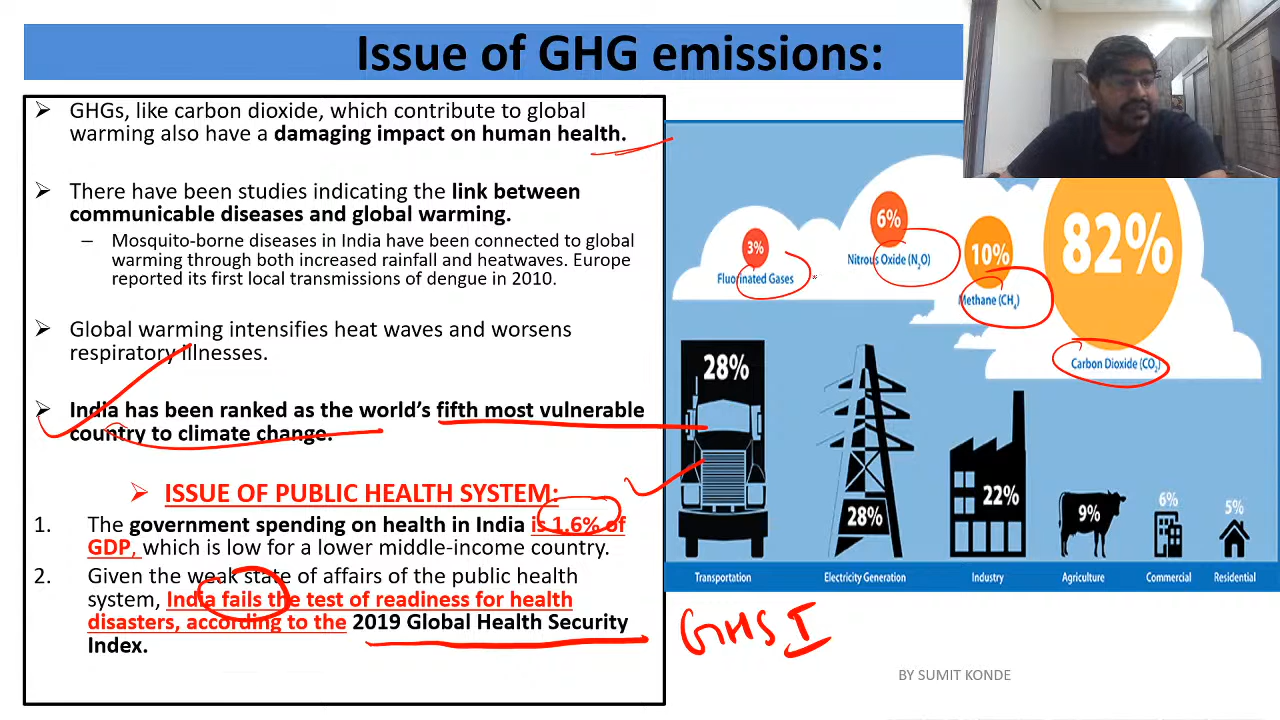 Issue of GHG emissions:
➢ GHGs, like carbon dioxide, which contribute to global
warming also have a damaging impact on human health.
➢ There have been studies indicating the link between
communicable diseases and global warming.
– Mosquito-borne diseases in India have been connected to global
warming through both increased rainfall and heatwaves. Europe
reported its first local transmissions of dengue in 2010.
➢ Global warming intensifies heat waves and worsens
respiratory illnesses.
➢ India has been ranked as the world's fifth most vulnerable
country to climate change.
➢ ISSUE OF PUBLIC HEALTH SYSTEM:
1. The government spending on health in India is 1.6% of
GDP, which is low for a lower middle-income country.
2. Given the weak state of affairs of the public health
system, India fails the test of readiness for health
disasters, according to the 2019 Global Health Security
Index.
3%
Fluorinated Gases
6%
Nitrous Oxide (N₂O)
10%
Methane (CH₄)
82%
Carbon Dioxide (CO₂)
28%
28%
22%
9%
6%
5%
Transportation
Electricity Generation
Industry
Agriculture
Commercial
Residential
GHSI
BY SUMIT KONDE